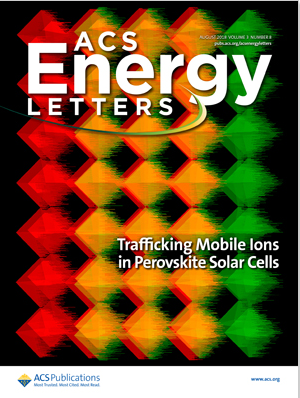 AUGUST 2018 VOLUME 3 NUMBER 8
pubs.acs.org/acsenergyletters
ACS
Energy
LETTERS
Trafficking Mobile Ions
in Perovskite Solar Cells
ACS Publications
Most Trusted. Most Cited. Most Read.
www.acs.org